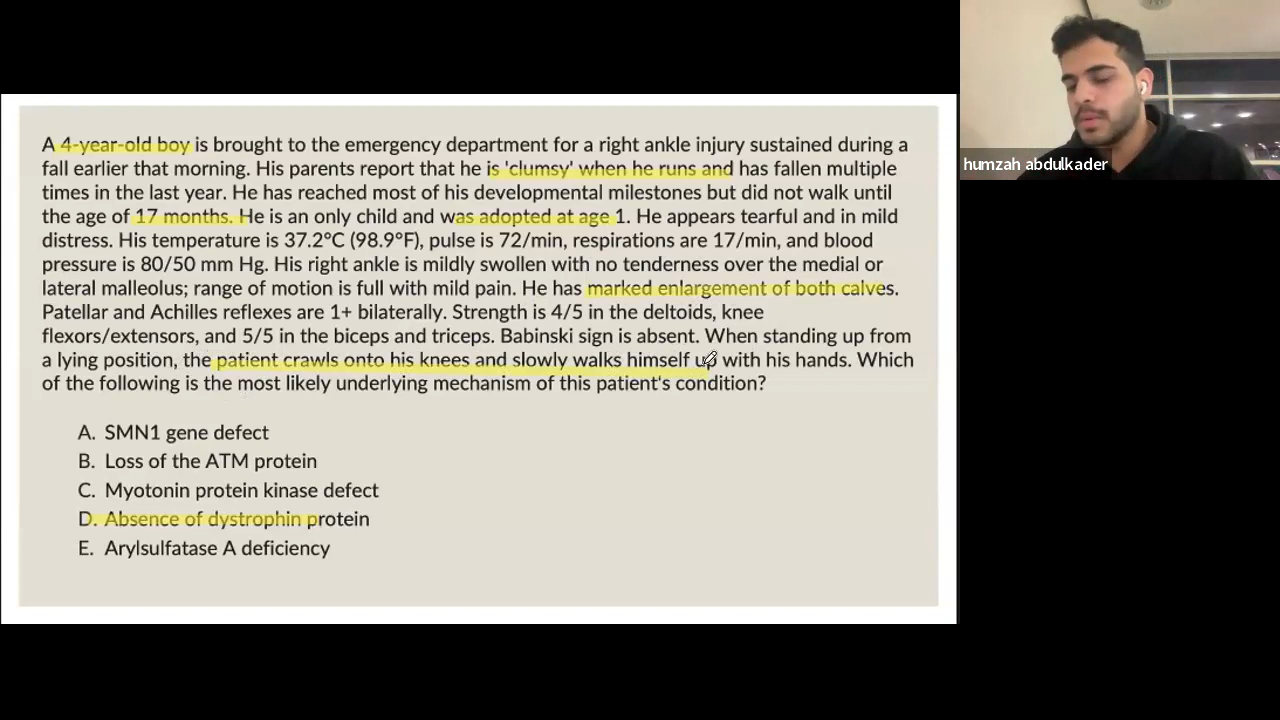 A 4-year-old boy is brought to the emergency department for a right ankle injury sustained during a
fall earlier that morning. His parents report that he is 'clumsy' when he runs and has fallen multiple
times in the last year. He has reached most of his developmental milestones but did not walk until
the age of 17 months. He is an only child and was adopted at age 1. He appears tearful and in mild
distress. His temperature is 37.2°C (98.9°F), pulse is 72/min, respirations are 17/min, and blood
pressure is 80/50 mm Hg. His right ankle is mildly swollen with no tenderness over the medial or
lateral malleolus; range of motion is full with mild pain. He has marked enlargement of both calves.
Patellar and Achilles reflexes are 1+ bilaterally. Strength is 4/5 in the deltoids, knee
flexors/extensors, and 5/5 in the biceps and triceps. Babinski sign is absent. When standing up from
a lying position, the patient crawls onto his knees and slowly walks himself up with his hands. Which
of the following is the most likely underlying mechanism of this patient's condition?
A. SMN1 gene defect
B. Loss of the ATM protein
C. Myotonin protein kinase defect
D. Absence of dystrophin protein
E. Arylsulfatase A deficiency
humzah abdulkader